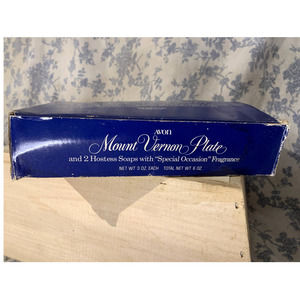 AVON
Mount Vernon Plate
and 2 Hostess Soaps with "Special Occasion" Fragrance
NET WT 3 OZ. EACH TOTAL NET WT 6 OZ.